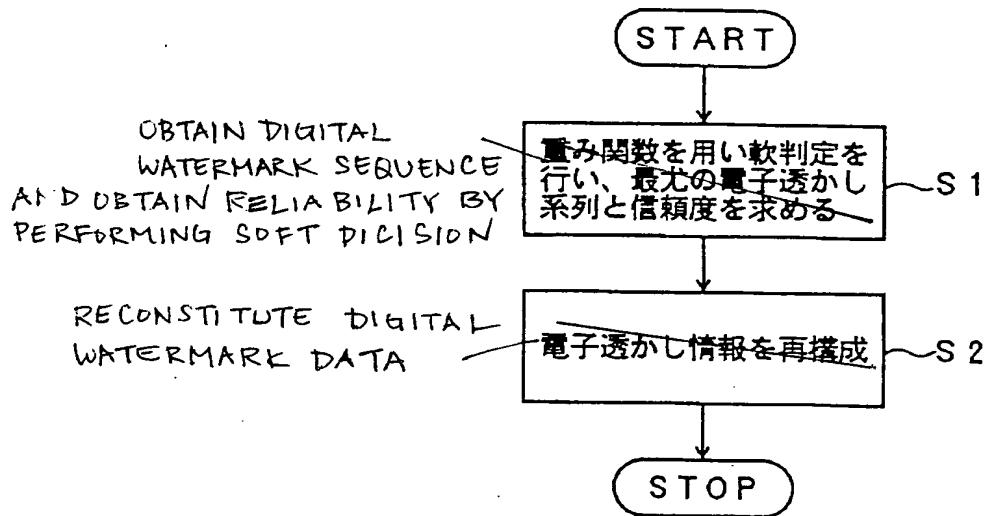 START
OBTAIN DIGITAL
WATERMARK SEQUENCE
AND OBTAIN RELIABILITY BY
PERFORMING SOFT DICISION
重み関数を用い軟判定を
行い、最尤の電子透かし
系列と信頼度を求める
S1
RECONSTITUTE DIGITAL
WATERMARK DATA
電子透かし情報を再構成
S2
STOP